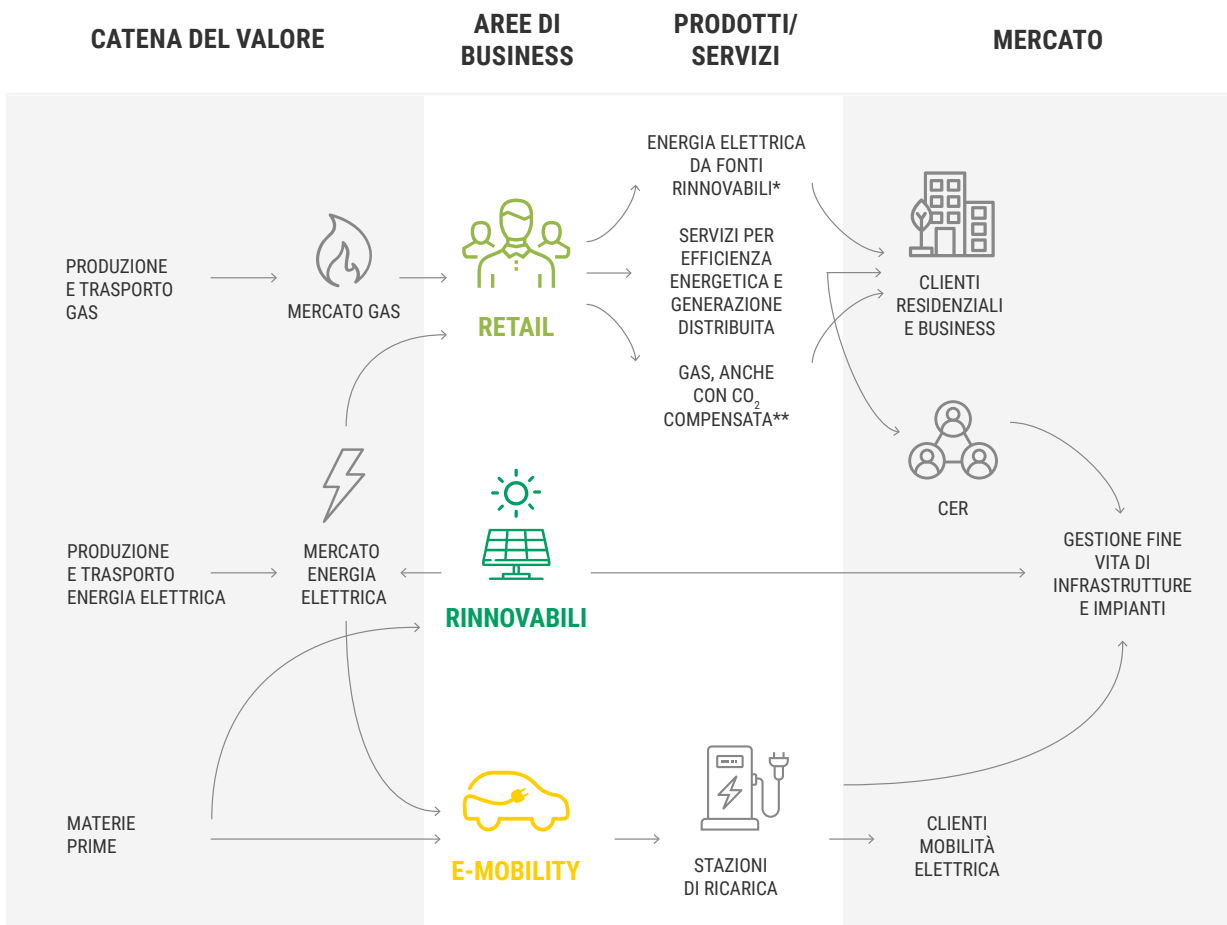 CATENA DEL VALORE
AREE DI
BUSINESS
PRODOTTI/
SERVIZI
MERCATO
PRODUZIONE
E TRASPORTO
GAS
MERCATO GAS
RETAIL
ENERGIA ELETTRICA
DA FONTI
RINNOVABILI*
SERVIZI PER
EFFICIENZA
ENERGETICA E
GENERAZIONE
DISTRIBUITA
GAS, ANCHE
CON CO₂
COMPENSATA**
CLIENTI
RESIDENZIALI
E BUSINESS
CER
PRODUZIONE
E TRASPORTO
ENERGIA ELETTRICA
MERCATO
ENERGIA
ELETTRICA
RINNOVABILI
GESTIONE FINE
VITA DI
INFRASTRUTTURE
E IMPIANTI
MATERIE
PRIME
E-MOBILITY
STAZIONI
DI RICARICA
CLIENTI
MOBILITÀ
ELETTRICA